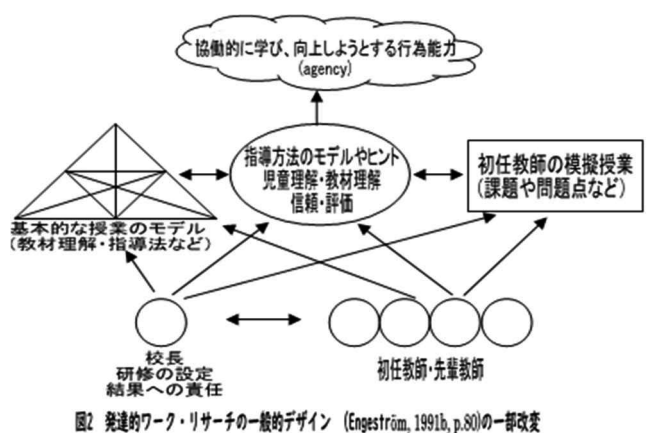 協働的に学び、向上しようとする行為能力
(agency)
指導方法のモデルやヒント
児童理解・教材理解
信頼・評価
初任教師の模擬授業
(課題や問題点など)
基本的な授業のモデル
(教材理解・指導法など)
校長
研修の設定
結果への責任
初任教師・先輩教師
図2 発達的ワーク・リサーチの一般的デザイン (Engeström, 1991b, p.80)の一部改変